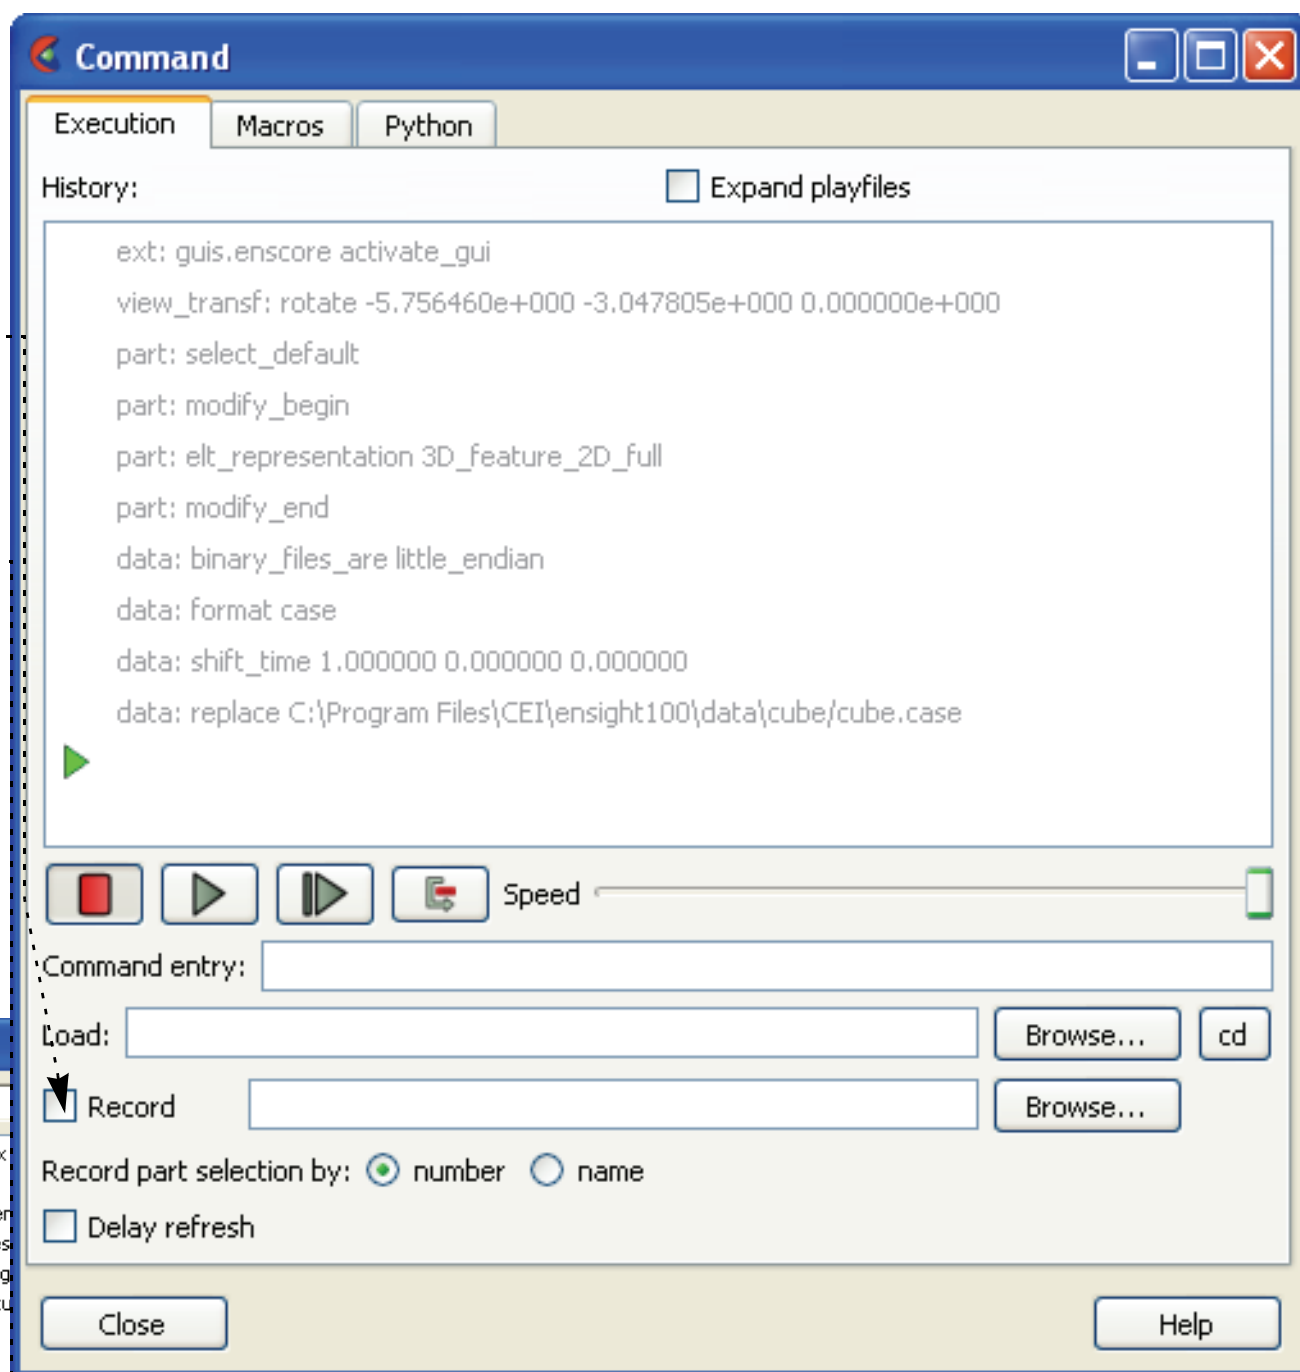 Command
Execution Macros Python
History: Expand playfiles
ext: guis.enscore activate_gui
view_transf: rotate -5.756460e+000 -3.047805e+000 0.000000e+000
part: select_default
part: modify_begin
part: elt_representation 3D_feature_2D_full
part: modify_end
data: binary_files_are little_endian
data: format case
data: shift_time 1.000000 0.000000 0.000000
data: replace C:\Program Files\CEI\ensight100\data\cube/cube.case
Speed
Command entry:
Load: Browse... cd
Record Browse...
Record part selection by: number name
Delay refresh
Close Help